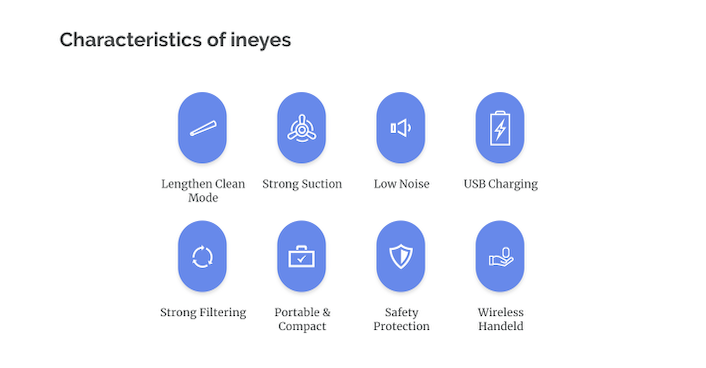 Characteristics of ineyes
Lengthen Clean
Mode
Strong Suction
Low Noise
USB Charging
Strong Filtering
Portable &
Compact
Safety
Protection
Wireless
Handeld